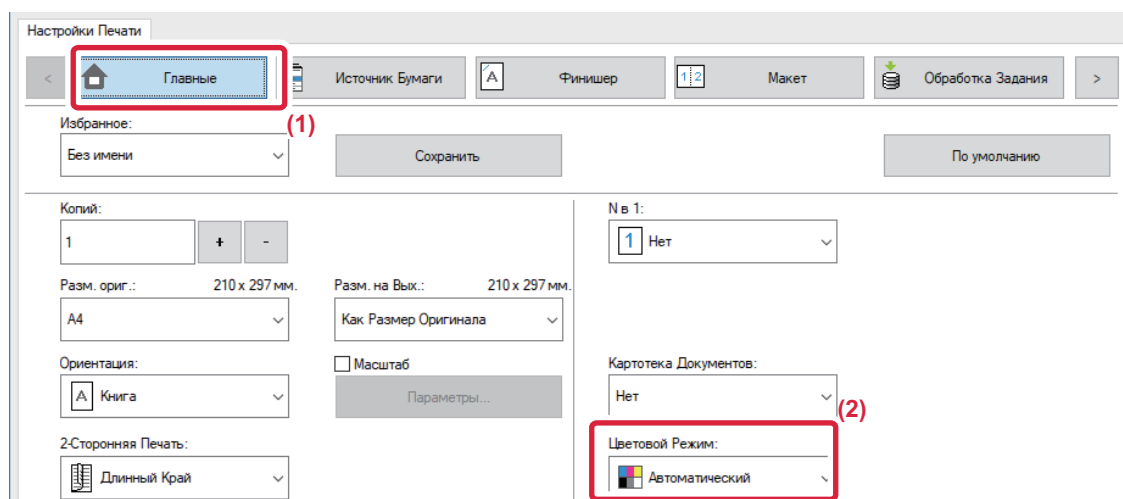 Настройки Печати
< Главные Источник Бумаги A Финишер 1 2 Макет Обработка Задания >
(1)
Избранное:
Без имени Сохранить По умолчанию
Копий: N в 1:
1 + - 1 Нет
Разм. ориг.: 210 x 297 мм. Разм. на Вых.: 210 x 297 мм.
A4 Как Размер Оригинала
Ориентация: Масштаб Картотека Документов:
A Книга Параметры... Нет
(2)
2-Сторонняя Печать: Цветовой Режим:
Длинный Край Автоматический